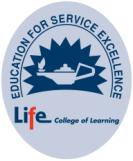 EDUCATION FOR SERVICE EXCELLENCE
Life College of Learning